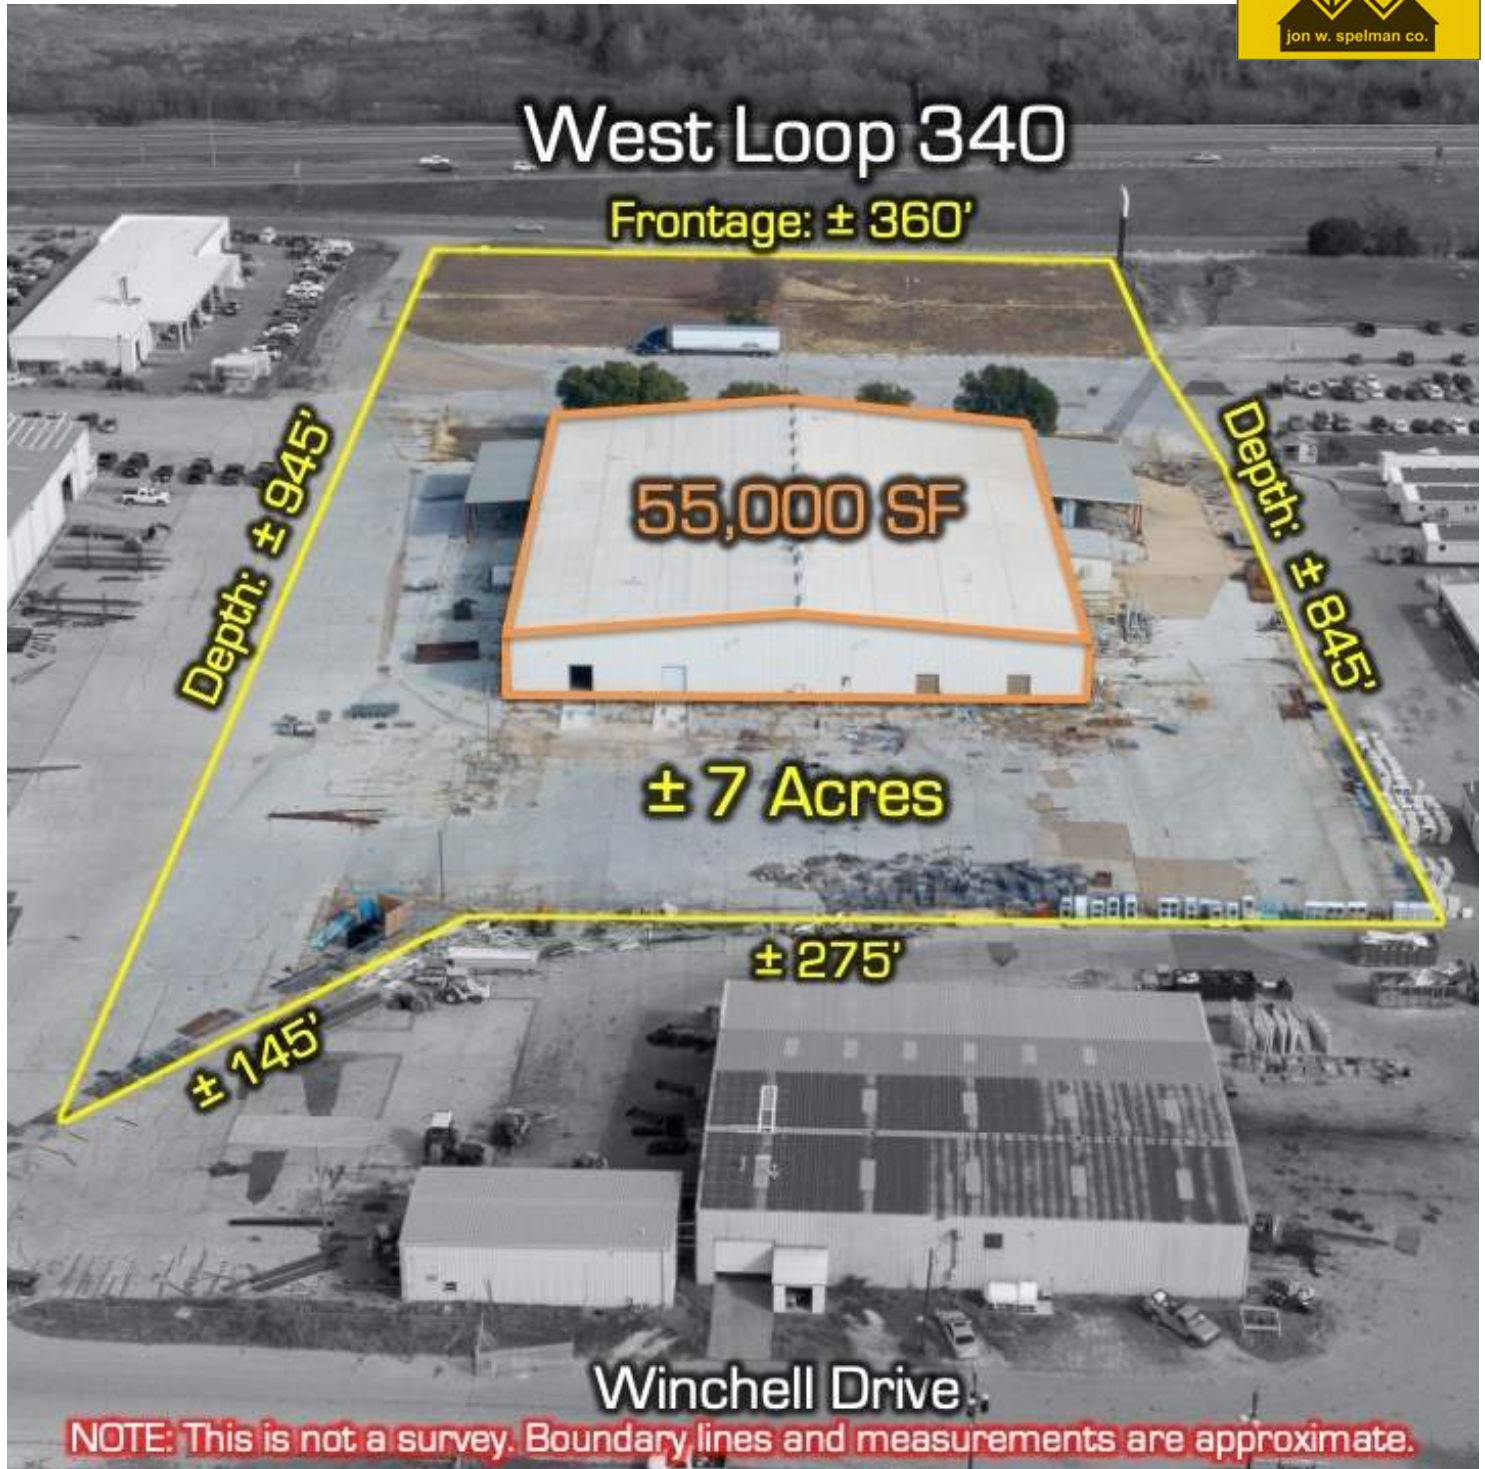 jon w. spelman co.
West Loop 340
Frontage: ± 360'
Depth: ± 945'
Depth: ± 845'
55,000 SF
± 7 Acres
± 275'
± 145'
Winchell Drive
NOTE: This is not a survey. Boundary lines and measurements are approximate.